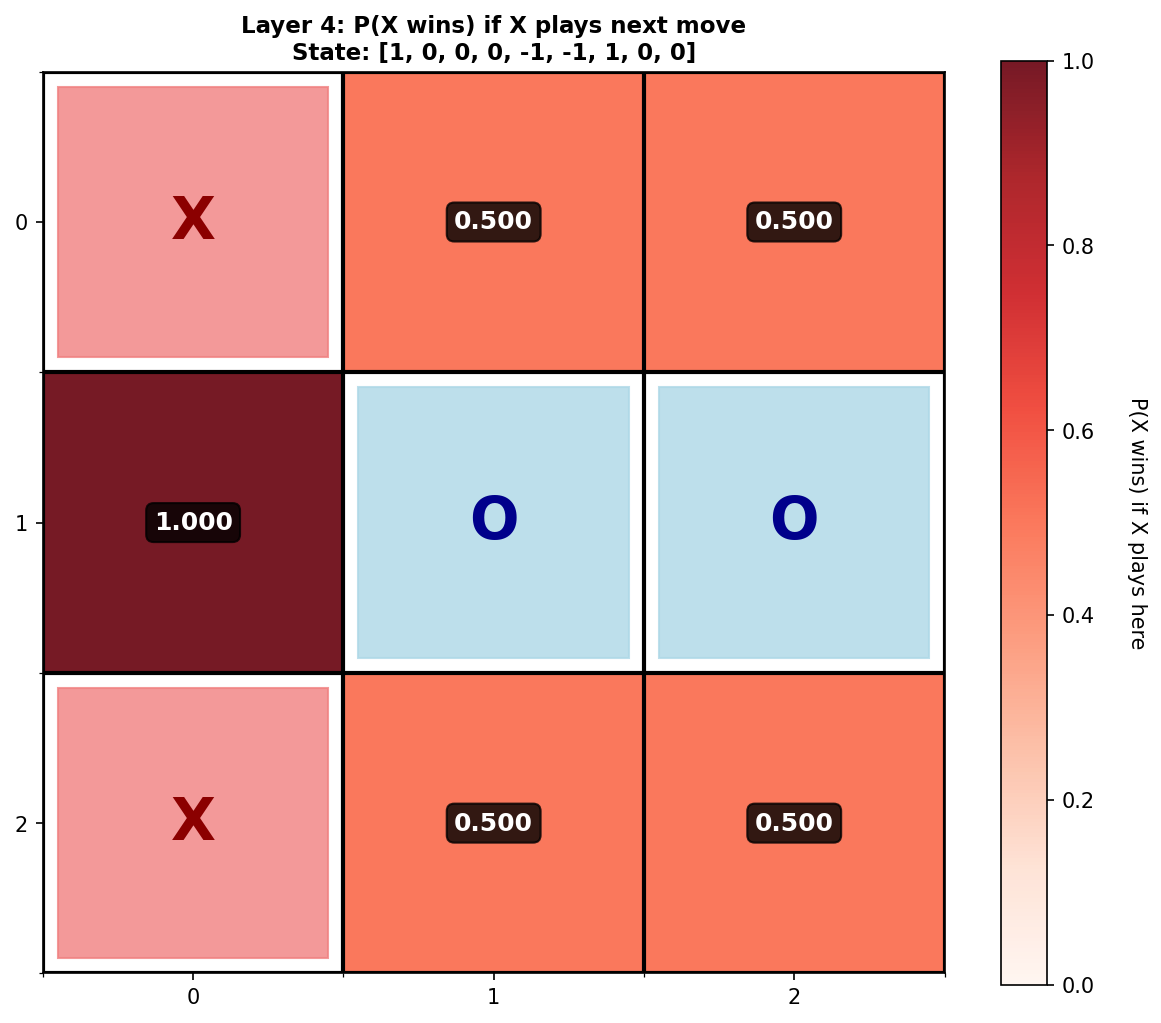 Layer 4: P(X wins) if X plays next move
State: [1, 0, 0, 0, -1, -1, 1, 0, 0]
0
X
0.500
0.500
1
1.000
O
O
2
X
0.500
0.500
0
1
2
1.0
0.8
0.6
0.4
0.2
0.0
P(X wins) if X plays here